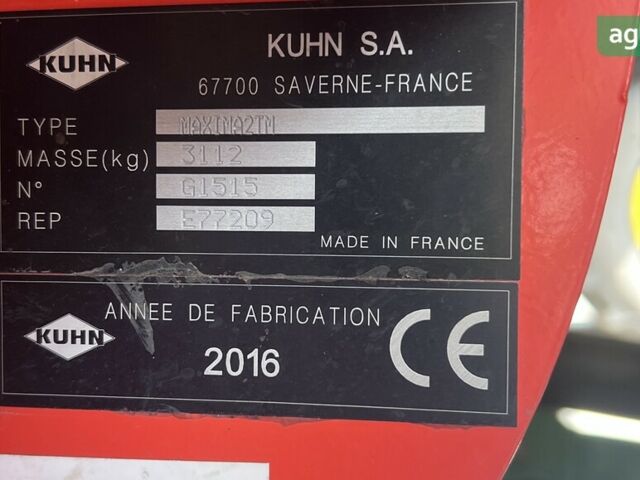 KUHN
KUHN S.A.
67700 SAVERNE-FRANCE
TYPE MAXIMA2TM
MASSE(kg) 3112
N° G1515
REP E77209
MADE IN FRANCE
KUHN
ANNEE DE FABRICATION
2016
CE
ag